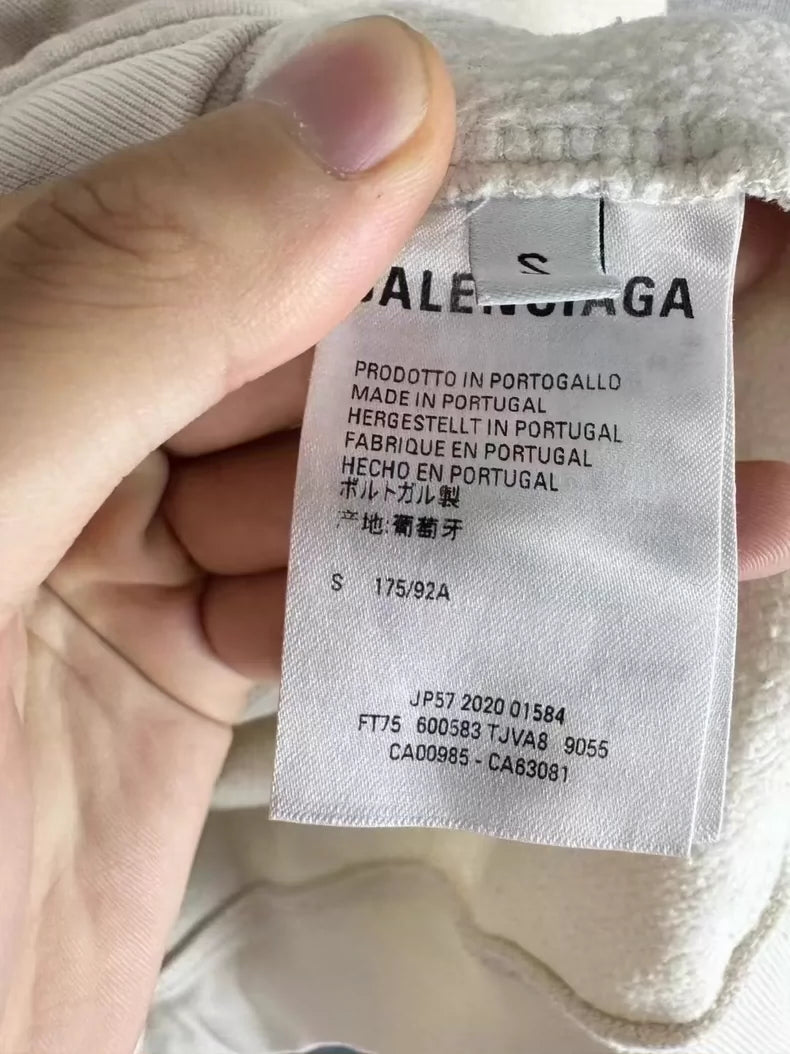 S
BALENCIAGA
PRODOTTO IN PORTOGALLO
MADE IN PORTUGAL
HERGESTELLT IN PORTUGAL
FABRIQUE EN PORTUGAL
HECHO EN PORTUGAL
ポルトガル製
产地:葡萄牙
S 175/92A
JP57 2020 01584
FT75 600583 TJVA8 9055
CA00985 - CA63081